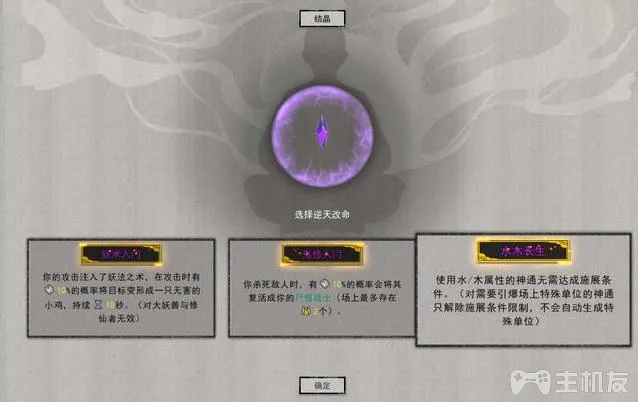 结晶
选择逆天改命
妖术入门
你的攻击注入了妖法之术，在攻击时有
10%的概率将目标变形成一只无害的
小鸡，持续 10秒。（对大妖兽与修
仙者无效）
鬼修入门
你杀死敌人时，有 10%的概率会将其
复活成你的尸傀战士（场上最多存在
个）。
水木长生
使用水/木属性的神通无需达成施展条
件。（对需要引爆场上特殊单位的神通
只解除施展条件限制，不会自动生成特
殊单位）
确定
主机友